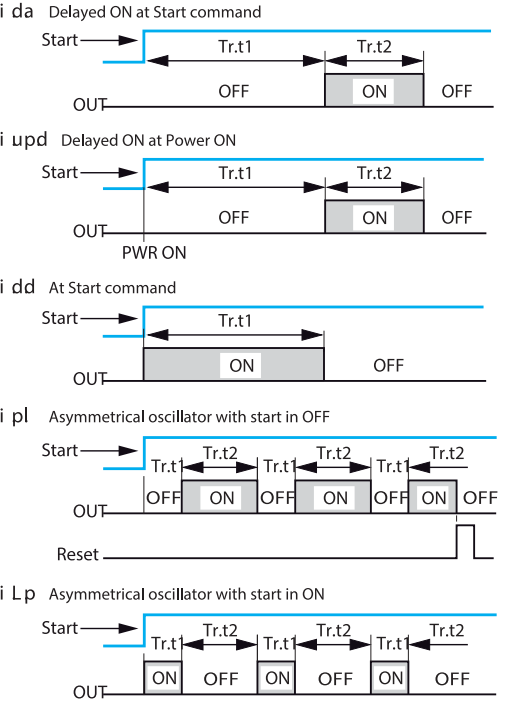 i da Delayed ON at Start command
Start
Tr.t1 Tr.t2
OFF ON OFF
OUT
i upd Delayed ON at Power ON
Start
Tr.t1 Tr.t2
OFF ON OFF
OUT
PWR ON
i dd At Start command
Start
Tr.t1
ON OFF
OUT
i pl Asymmetrical oscillator with start in OFF
Start
Tr.t1 Tr.t2 Tr.t1 Tr.t2 Tr.t1 Tr.t2
OFF ON OFF ON OFF ON OFF
OUT
Reset
i Lp Asymmetrical oscillator with start in ON
Start
Tr.t1 Tr.t2 Tr.t1 Tr.t2 Tr.t1 Tr.t2
ON OFF ON OFF ON OFF
OUT